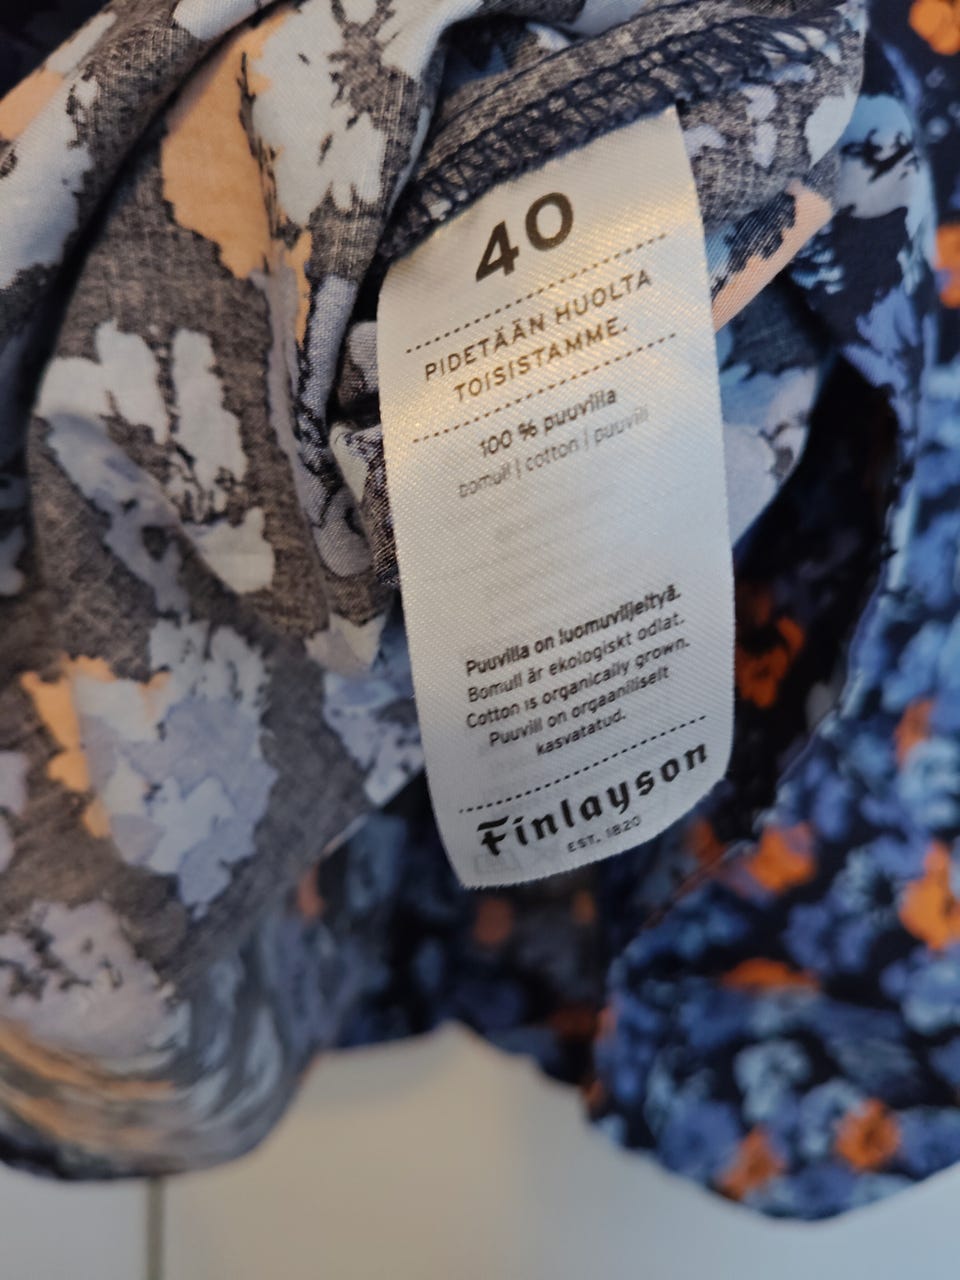 40
PIDETÄÄN HUOLTA
TOISISTAMME.
100 % puuvilla
bomull | cotton | puuvill
Puuvilla on luomuviljeltyä.
Bomull är ekologiskt odlat.
Cotton is organically grown.
Puuvill on orgaaniliselt
kasvatatud.
Finlayson
EST. 1820